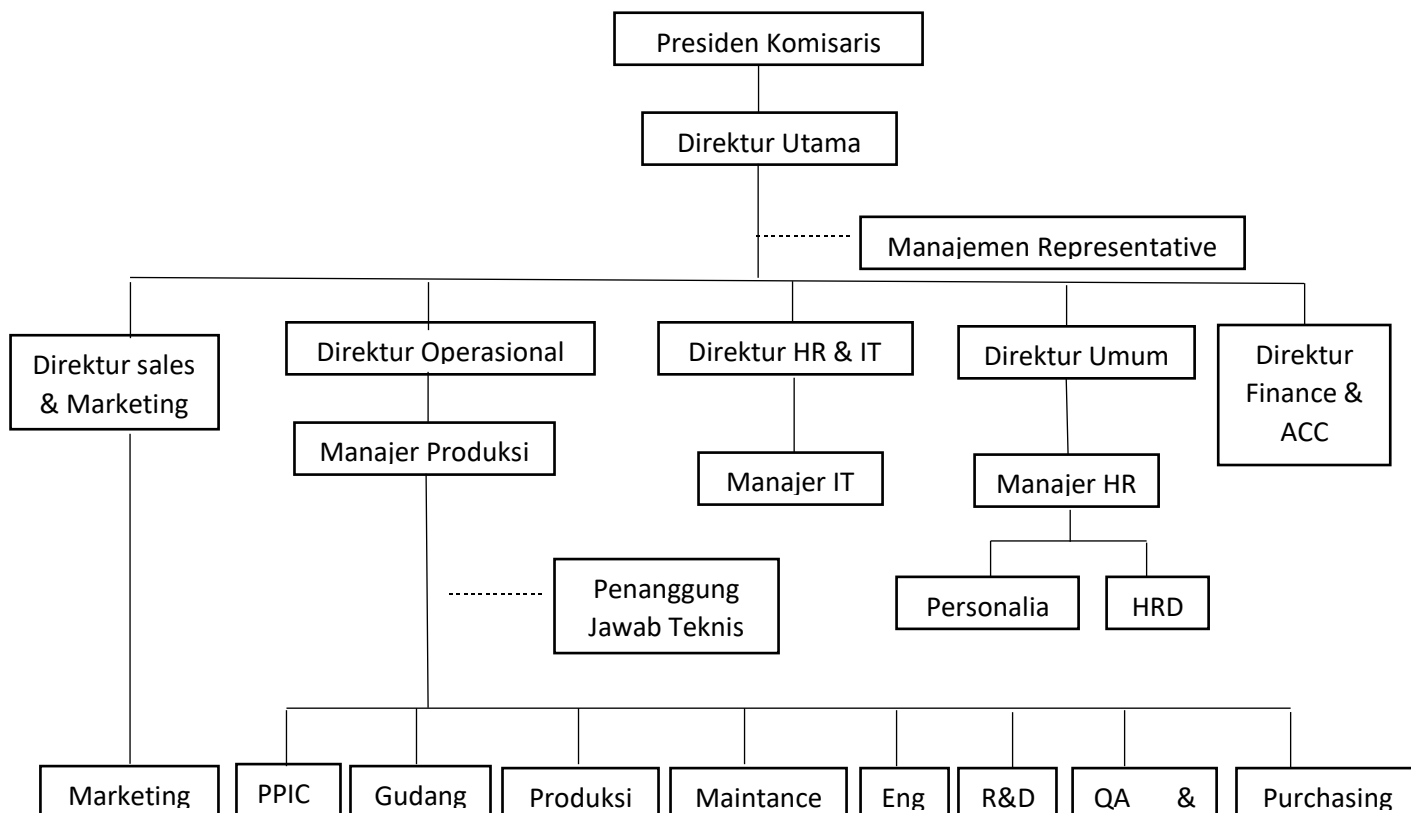 Presiden Komisaris
Direktur Utama
Manajemen Representative
Direktur sales
& Marketing
Direktur Operasional
Direktur HR & IT
Direktur Umum
Direktur
Finance &
ACC
Manajer Produksi
Manajer IT
Manajer HR
Penanggung
Jawab Teknis
Personalia
HRD
Marketing
PPIC
Gudang
Produksi
Maintance
Eng
R&D
QA &
Purchasing